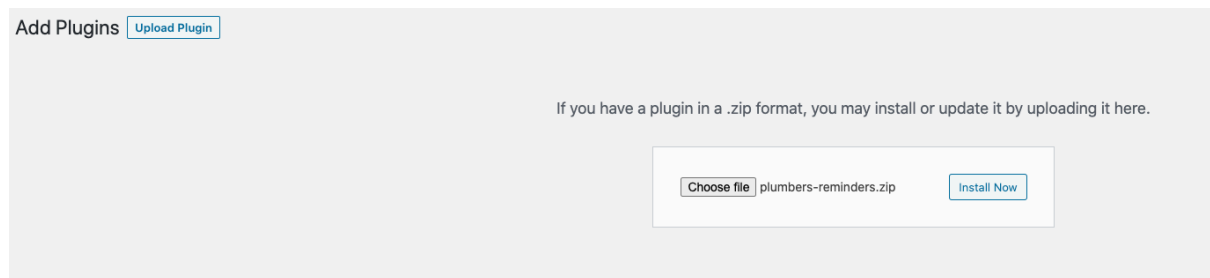 Add Plugins Upload Plugin
If you have a plugin in a .zip format, you may install or update it by uploading it here.
Choose file plumbers-reminders.zip Install Now